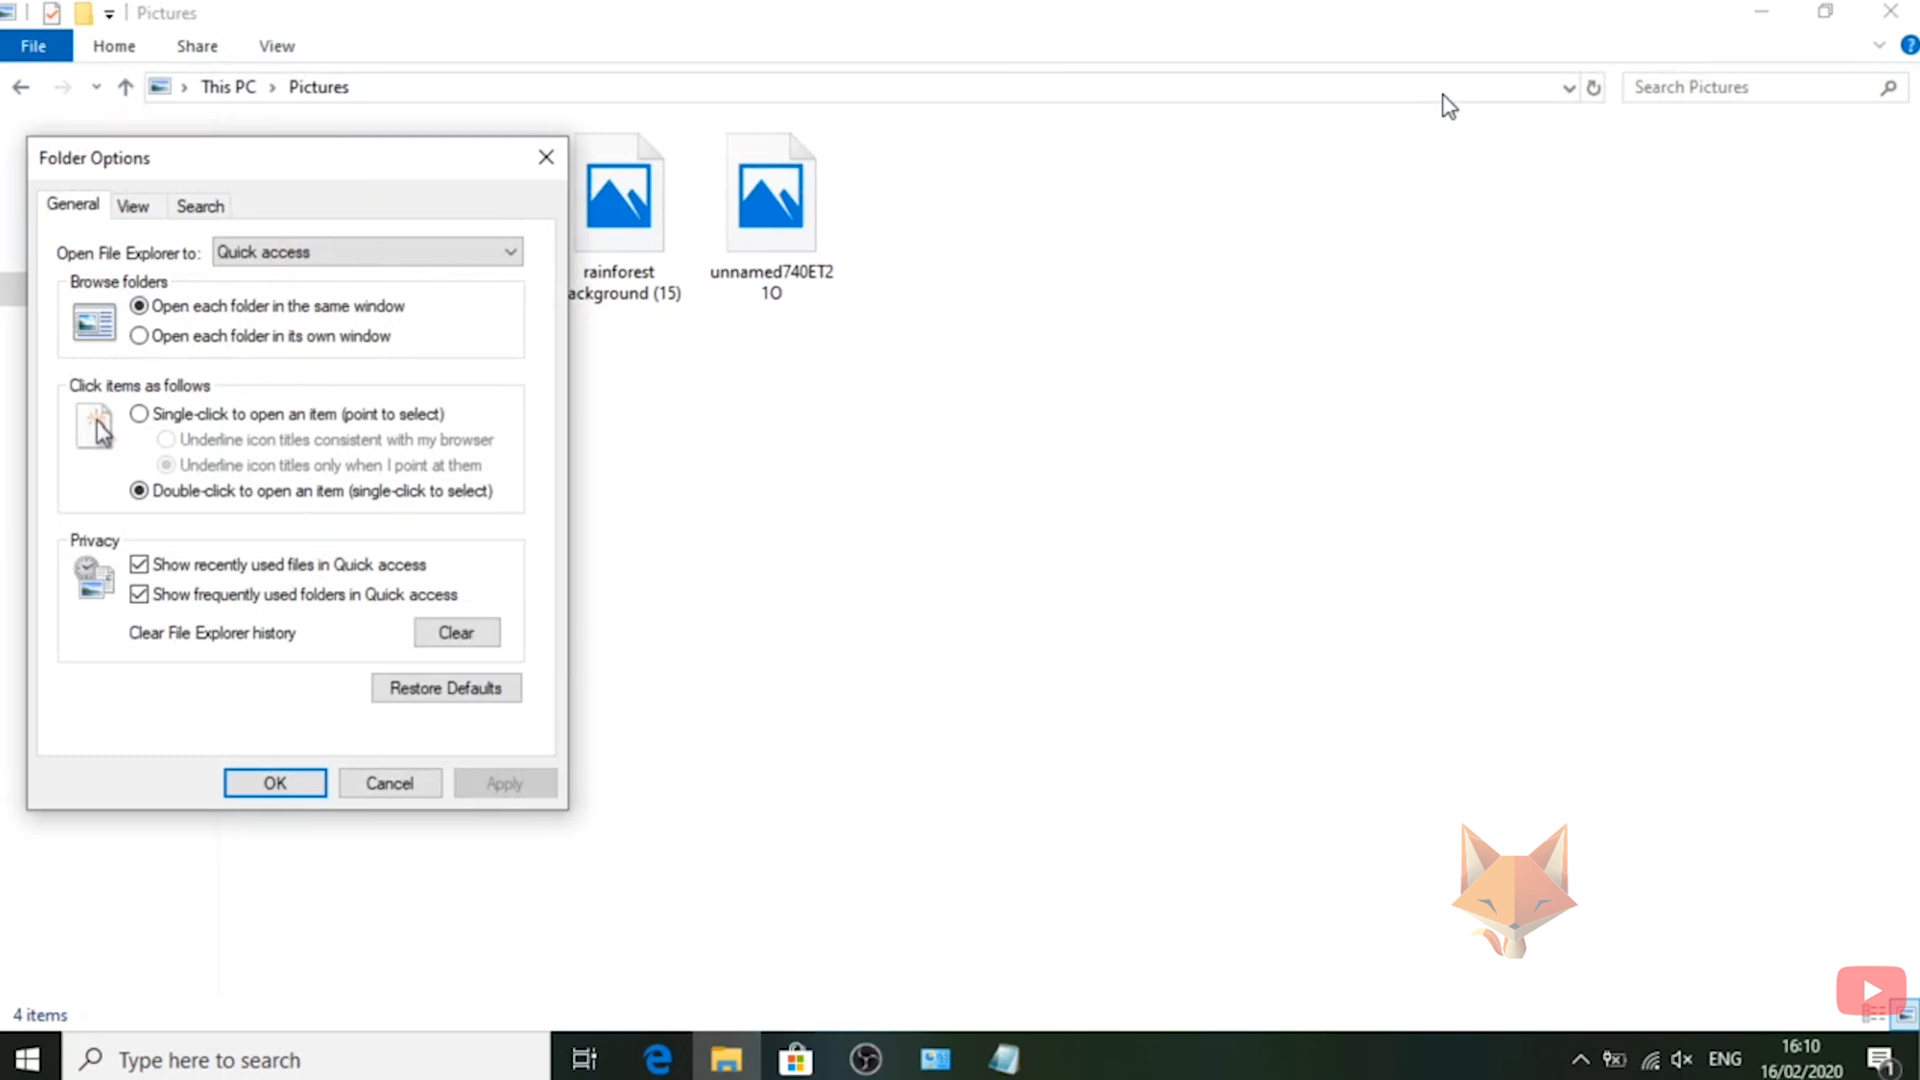 Pictures
File Home Share View
This PC > Pictures
Search Pictures
Folder Options
General View Search
Open File Explorer to: Quick access
Browse folders
Open each folder in the same window
Open each folder in its own window
Click items as follows
Single-click to open an item (point to select)
Underline icon titles consistent with my browser
Underline icon titles only when I point at them
Double-click to open an item (single-click to select)
Privacy
Show recently used files in Quick access
Show frequently used folders in Quick access
Clear File Explorer history Clear
Restore Defaults
OK Cancel Apply
rainforest
ackground (15)
unnamed740ET2
1O
4 items
Type here to search
ENG
16:10
16/02/2020
1